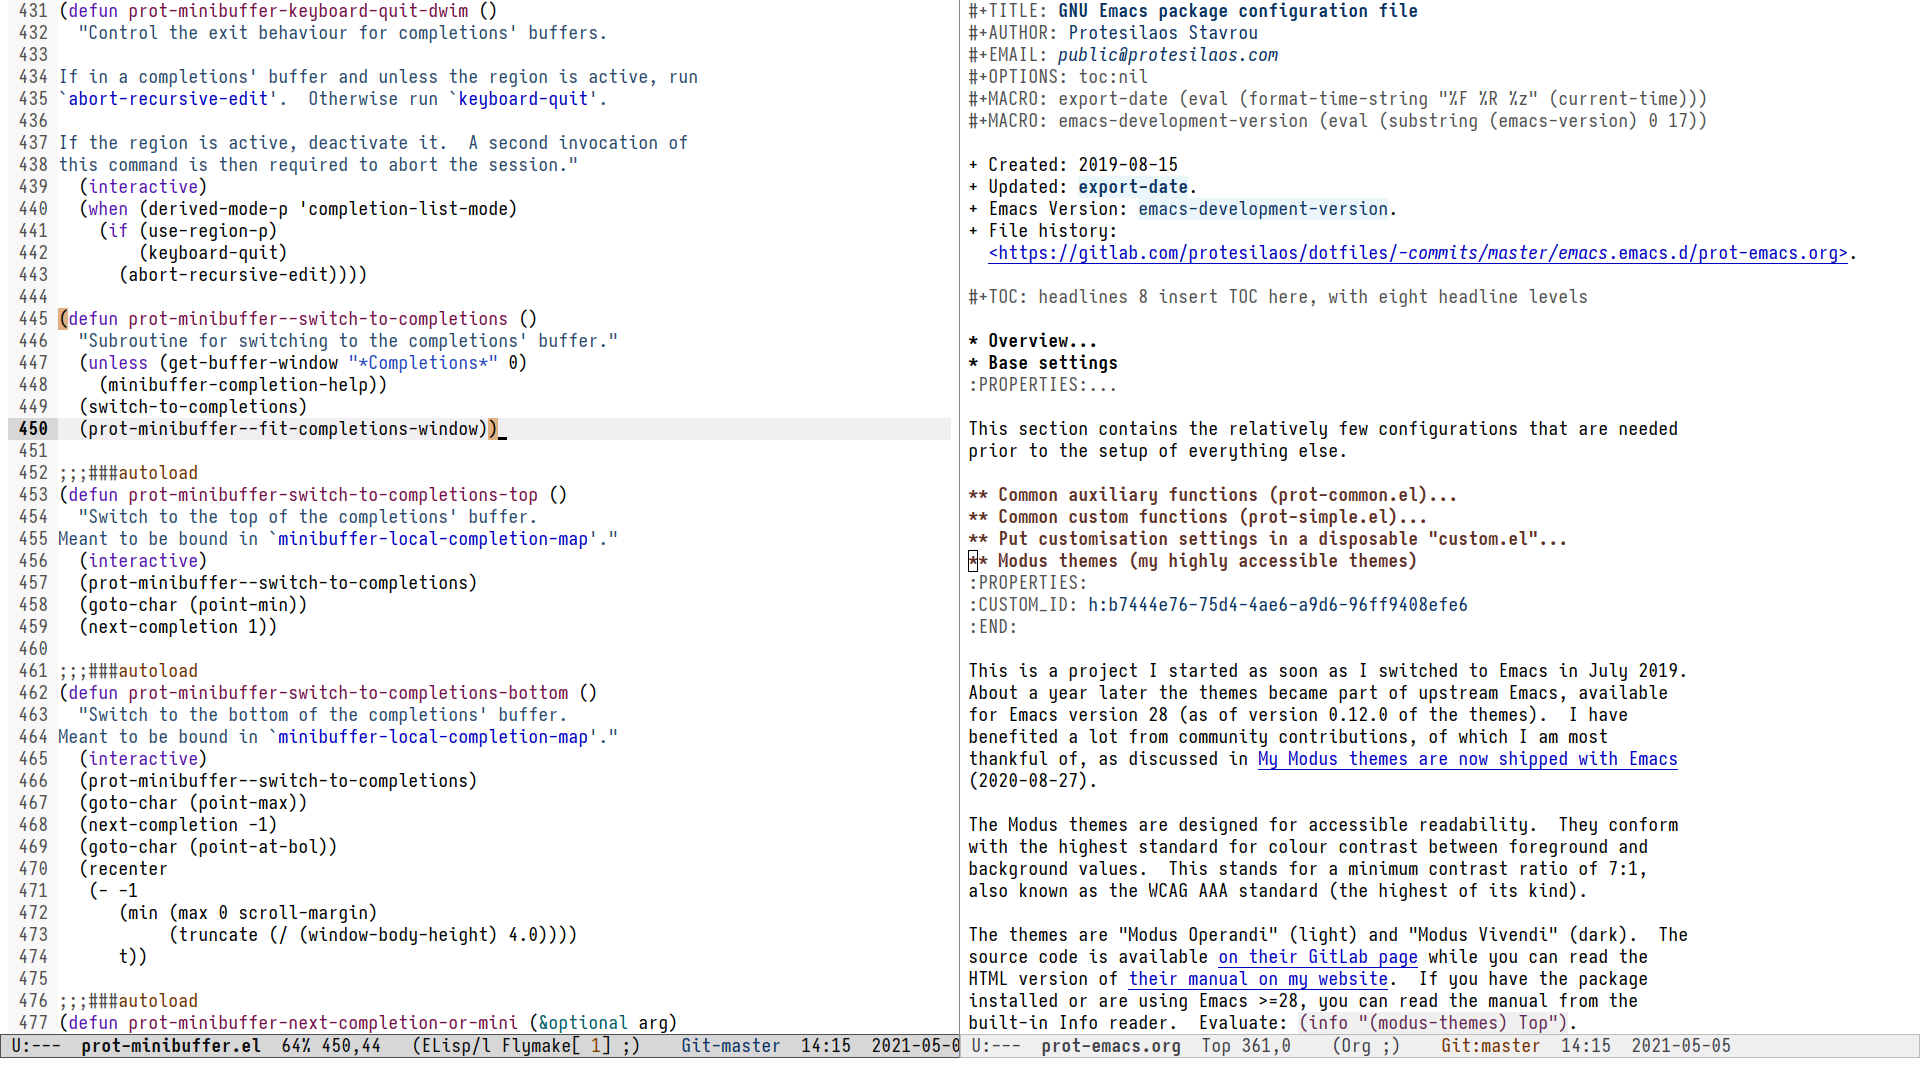 431 (defun prot-minibuffer-keyboard-quit-dwim ()
432   "Control the exit behaviour for completions' buffers.
433
434 If in a completions' buffer and unless the region is active, run
435 `abort-recursive-edit'.  Otherwise run `keyboard-quit'.
436
437 If the region is active, deactivate it.  A second invocation of
438 this command is then required to abort the session."
439   (interactive)
440   (when (derived-mode-p 'completion-list-mode)
441     (if (use-region-p)
442         (keyboard-quit)
443       (abort-recursive-edit))))
444
445 (defun prot-minibuffer--switch-to-completions ()
446   "Subroutine for switching to the completions' buffer."
447   (unless (get-buffer-window "*Completions*" 0)
448     (minibuffer-completion-help))
449   (switch-to-completions)
450   (prot-minibuffer--fit-completions-window))
451
452 ;;;###autoload
453 (defun prot-minibuffer-switch-to-completions-top ()
454   "Switch to the top of the completions' buffer.
455 Meant to be bound in `minibuffer-local-completion-map'."
456   (interactive)
457   (prot-minibuffer--switch-to-completions)
458   (goto-char (point-min))
459   (next-completion 1))
460
461 ;;;###autoload
462 (defun prot-minibuffer-switch-to-completions-bottom ()
463   "Switch to the bottom of the completions' buffer.
464 Meant to be bound in `minibuffer-local-completion-map'."
465   (interactive)
466   (prot-minibuffer--switch-to-completions)
467   (goto-char (point-max))
468   (next-completion -1)
469   (goto-char (point-at-bol))
470   (recenter
471    (- -1
472       (min (max 0 scroll-margin)
473            (truncate (/ (window-body-height) 4.0))))
474       t))
475
476 ;;;###autoload
477 (defun prot-minibuffer-next-completion-or-mini (&optional arg)
U:---  prot-minibuffer.el  64% 450,44   (ELisp/l Flymake[ 1] ;)    Git-master  14:15  2021-05-0
#+TITLE: GNU Emacs package configuration file
#+AUTHOR: Protesilaos Stavrou
#+EMAIL: public@protesilaos.com
#+OPTIONS: toc:nil
#+MACRO: export-date (eval (format-time-string "%F %R %z" (current-time)))
#+MACRO: emacs-development-version (eval (substring (emacs-version) 0 17))

+ Created: 2019-08-15
+ Updated: export-date.
+ Emacs Version: emacs-development-version.
+ File history:
  <https://gitlab.com/protesilaos/dotfiles/-commits/master/emacs.emacs.d/prot-emacs.org>.

#+TOC: headlines 8 insert TOC here, with eight headline levels

* Overview...
* Base settings
:PROPERTIES:...

This section contains the relatively few configurations that are needed
prior to the setup of everything else.

** Common auxiliary functions (prot-common.el)...
** Common custom functions (prot-simple.el)...
** Put customisation settings in a disposable "custom.el"...
** Modus themes (my highly accessible themes)
:PROPERTIES:
:CUSTOM_ID: h:b7444e76-75d4-4ae6-a9d6-96ff9408efe6
:END:

This is a project I started as soon as I switched to Emacs in July 2019.
About a year later the themes became part of upstream Emacs, available
for Emacs version 28 (as of version 0.12.0 of the themes).  I have
benefited a lot from community contributions, of which I am most
thankful of, as discussed in My Modus themes are now shipped with Emacs
(2020-08-27).

The Modus themes are designed for accessible readability.  They conform
with the highest standard for colour contrast between foreground and
background values.  This stands for a minimum contrast ratio of 7:1,
also known as the WCAG AAA standard (the highest of its kind).

The themes are "Modus Operandi" (light) and "Modus Vivendi" (dark).  The
source code is available on their GitLab page while you can read the
HTML version of their manual on my website.  If you have the package
installed or are using Emacs >=28, you can read the manual from the
built-in Info reader.  Evaluate: (info "(modus-themes) Top").
U:---  prot-emacs.org  Top 361,0    (Org ;)    Git:master  14:15  2021-05-05